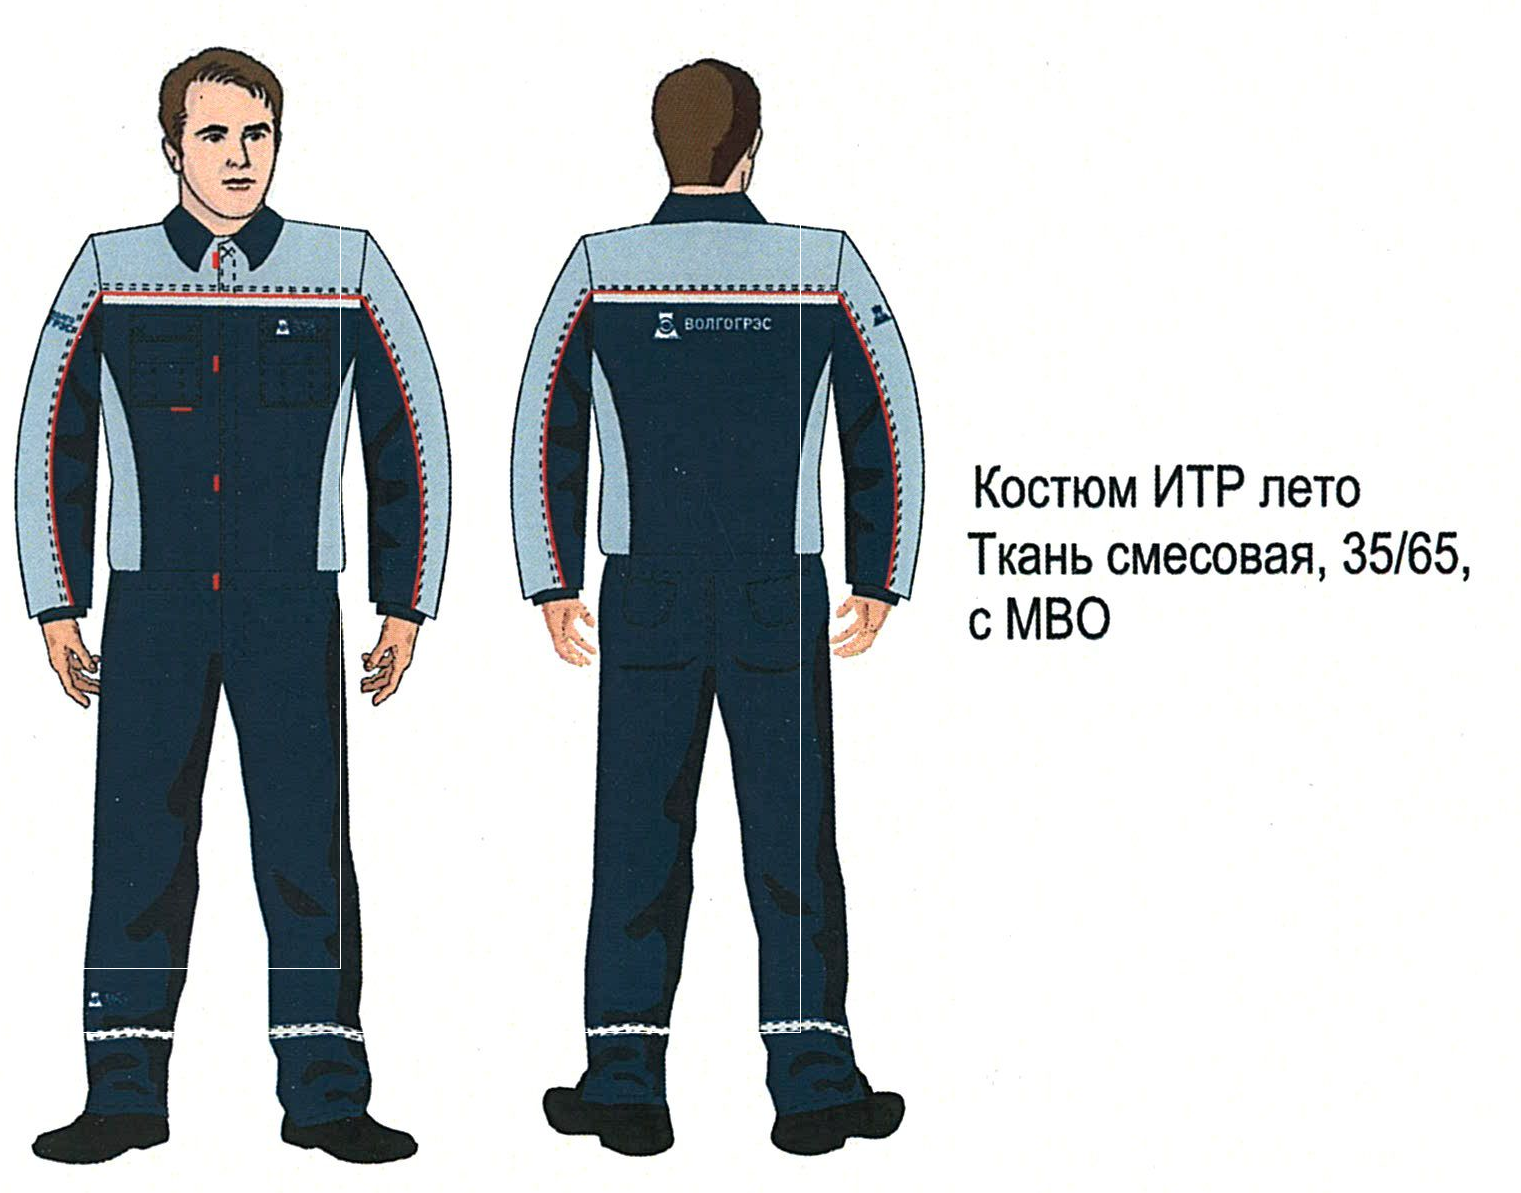 ВОЛГОГРЭС
Костюм ИТР лето
Ткань смесовая, 35/65,
с МВО